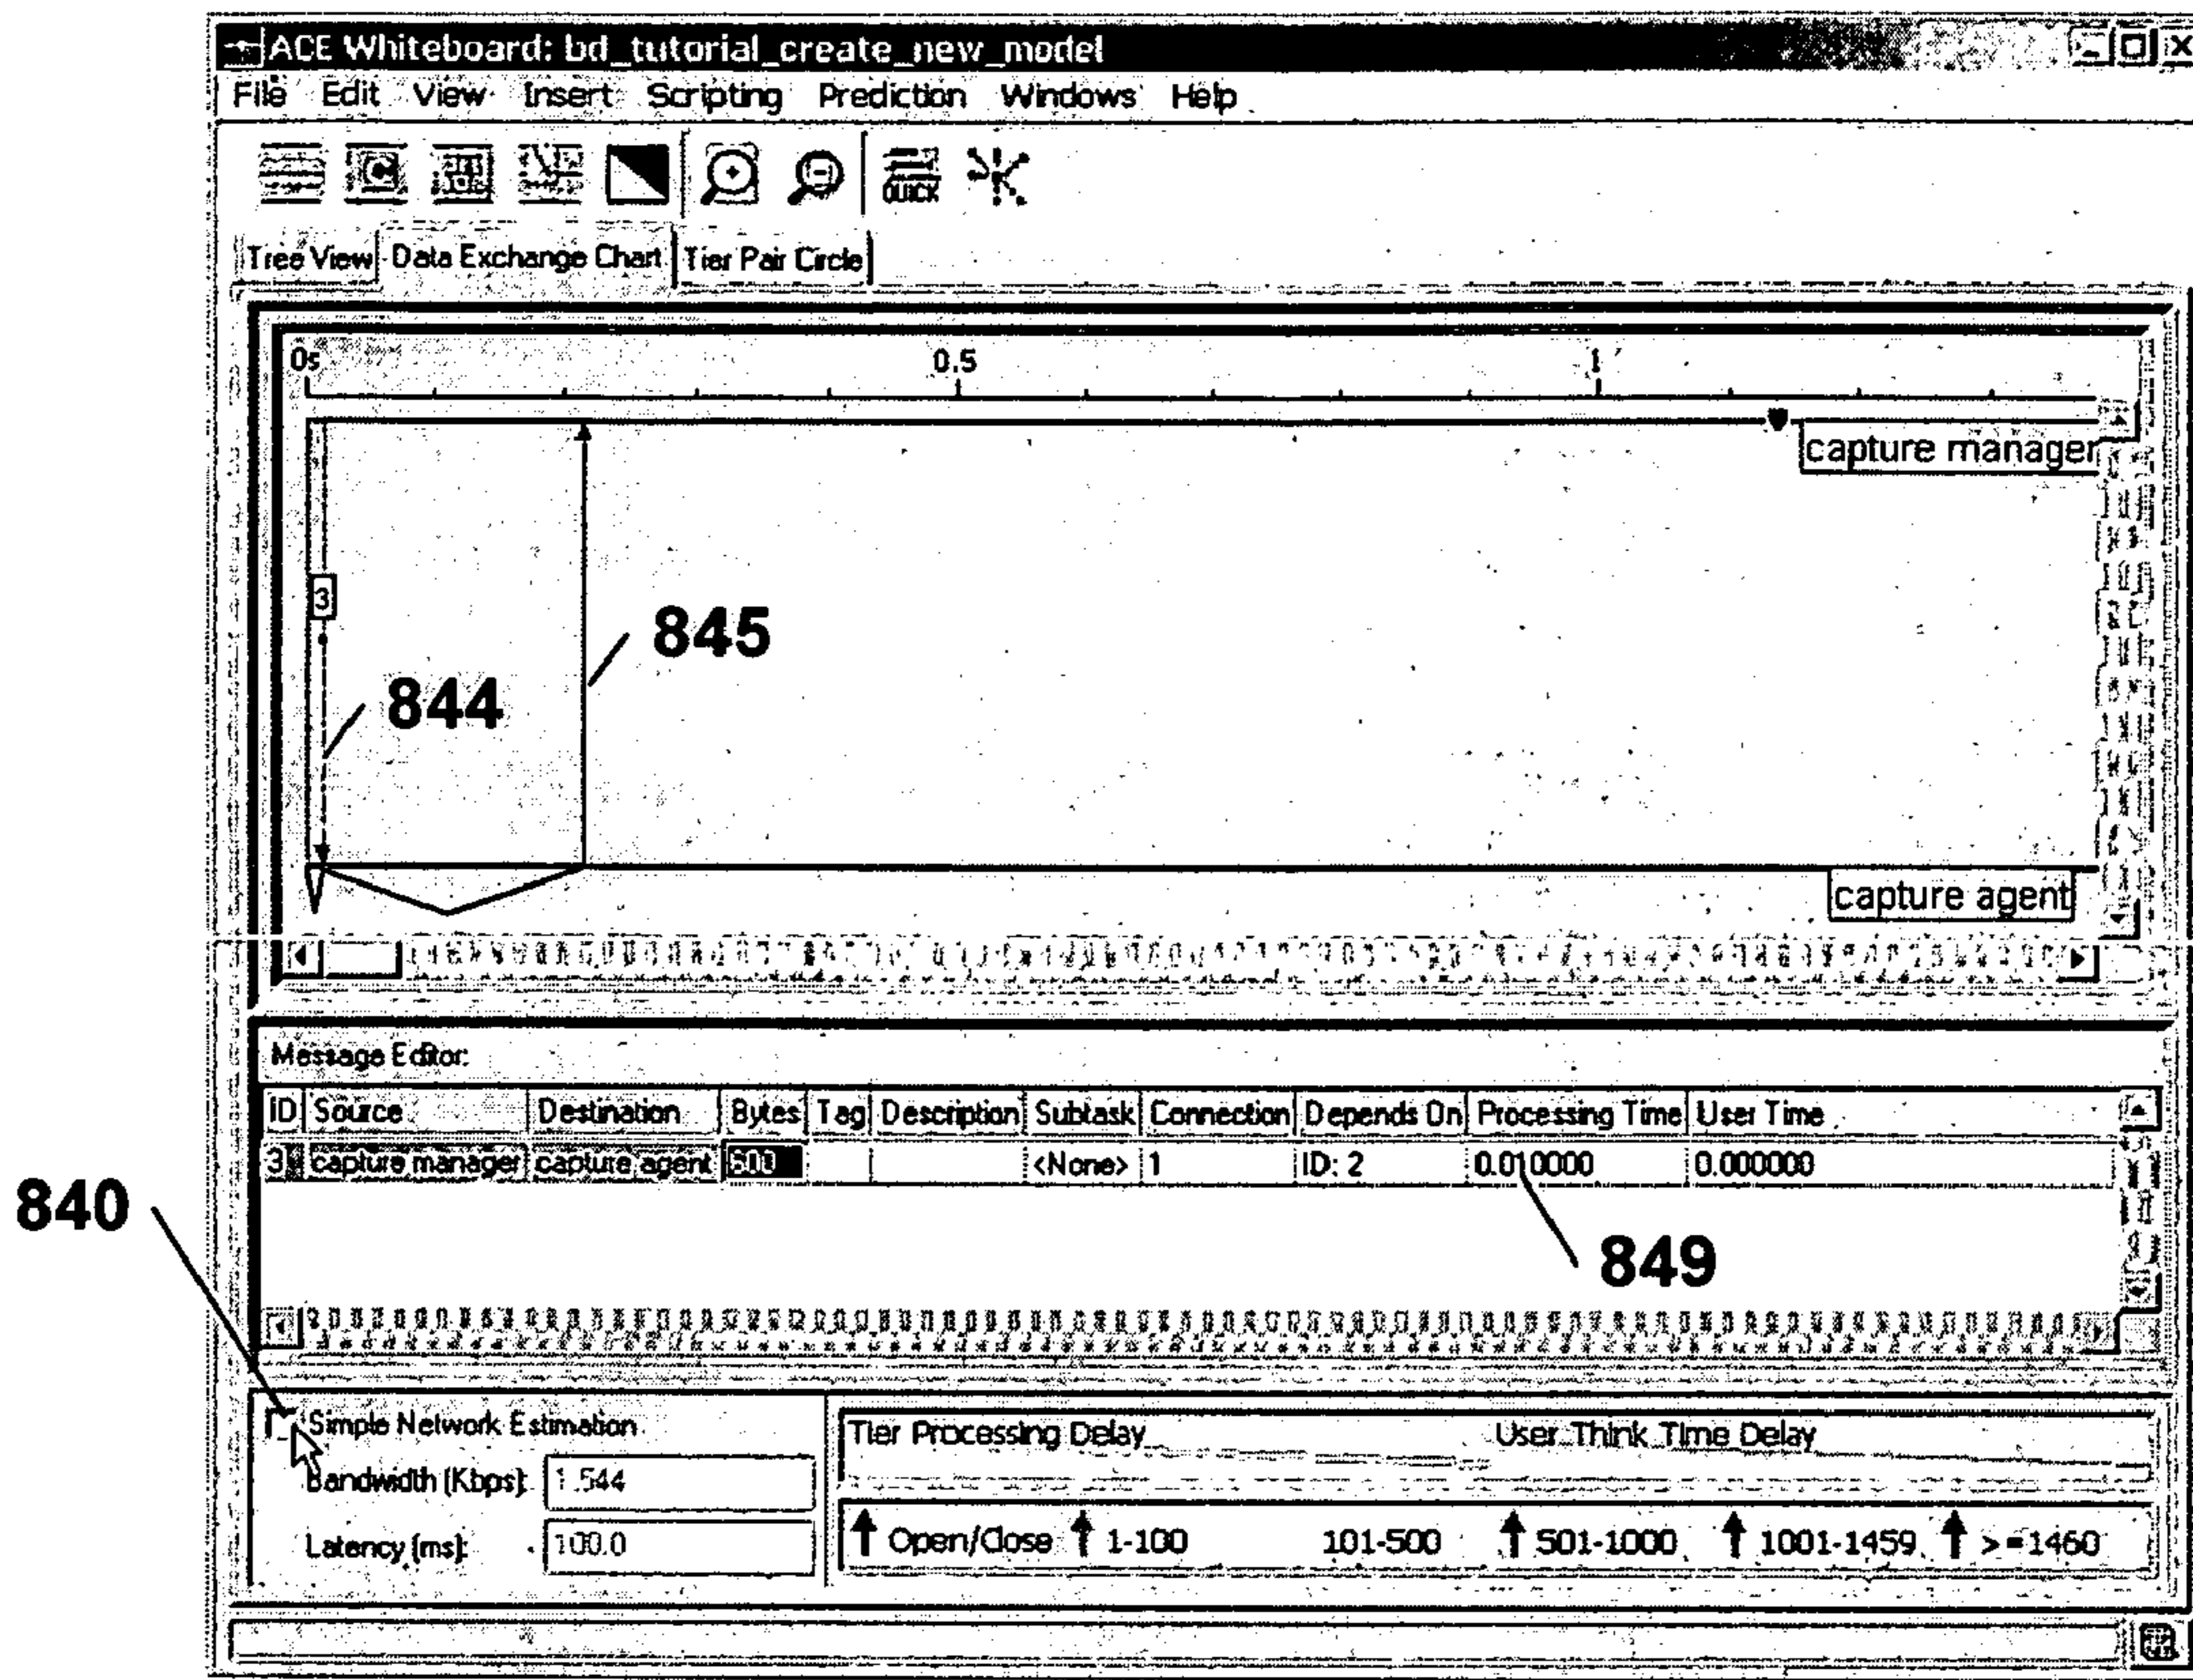 ACE Whiteboard: bd_tutorial_create_new_model
File Edit View Insert Scripting Prediction Windows Help
QUICK
Tree View Data Exchange Chart Tier Pair Circle
0s 0.5 1
capture manager
3
845
844
capture agent
Message Editor:
ID Source Destination Bytes Tag Description Subtask Connection Depends On Processing Time User Time
3 capture manager capture agent 600 <None> 1 ID: 2 0.010000 0.000000
840
849
Simple Network Estimation
Bandwidth (Kbps): 1.544
Latency (ms): 100.0
Tier Processing Delay User Think Time Delay
Open/Close 1-100 101-500 501-1000 1001-1459 >=1460